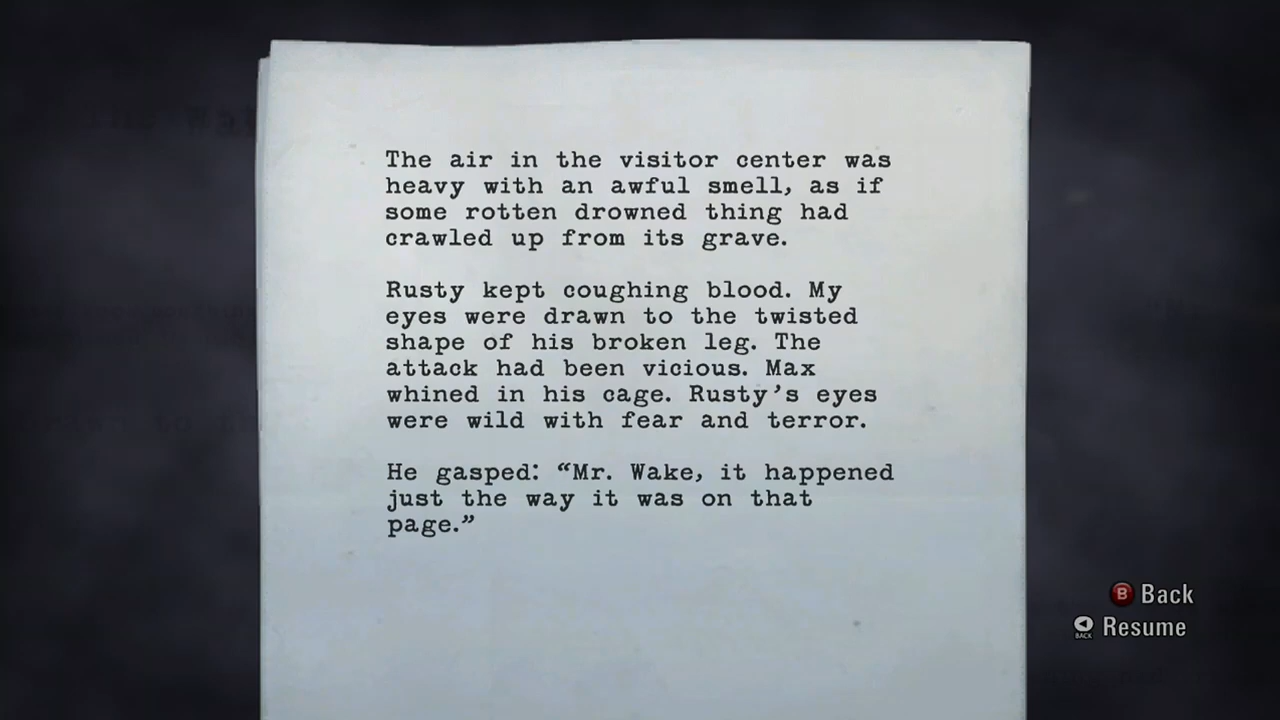 The air in the visitor center was
heavy with an awful smell, as if
some rotten drowned thing had
crawled up from its grave.
Rusty kept coughing blood. My
eyes were drawn to the twisted
shape of his broken leg. The
attack had been vicious. Max
whined in his cage. Rusty's eyes
were wild with fear and terror.
He gasped: “Mr. Wake, it happened
just the way it was on that
page.”
B Back
BACK Resume